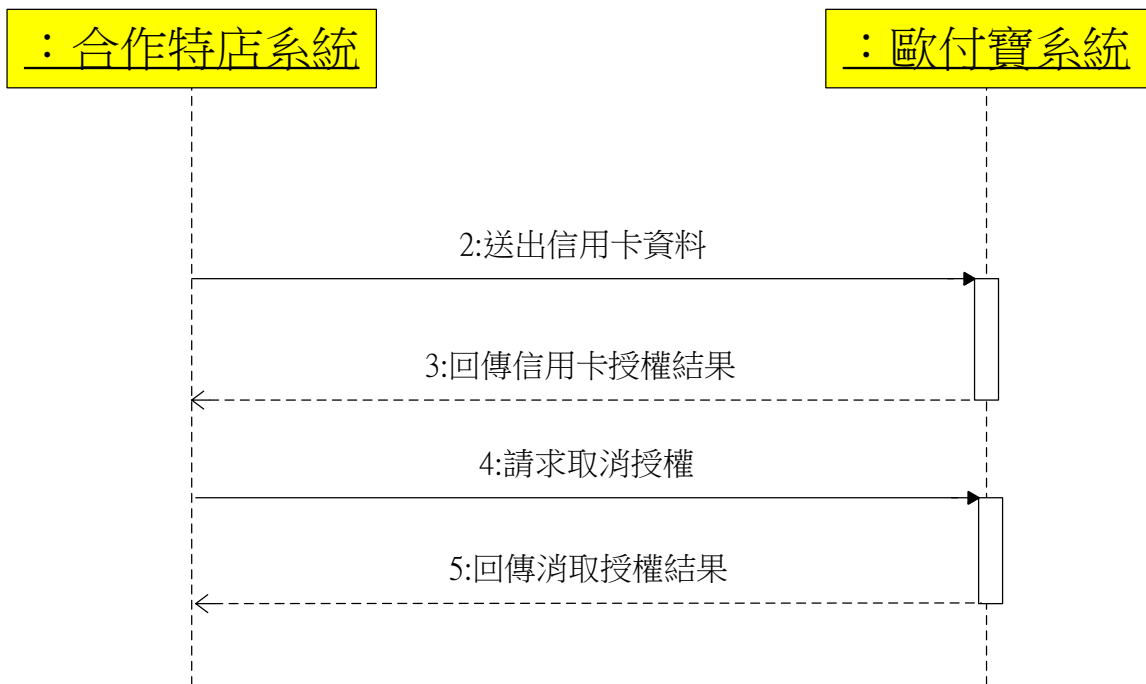 ：合作特店系統
：歐付寶系統
2:送出信用卡資料
3:回傳信用卡授權結果
4:請求取消授權
5:回傳消取授權結果